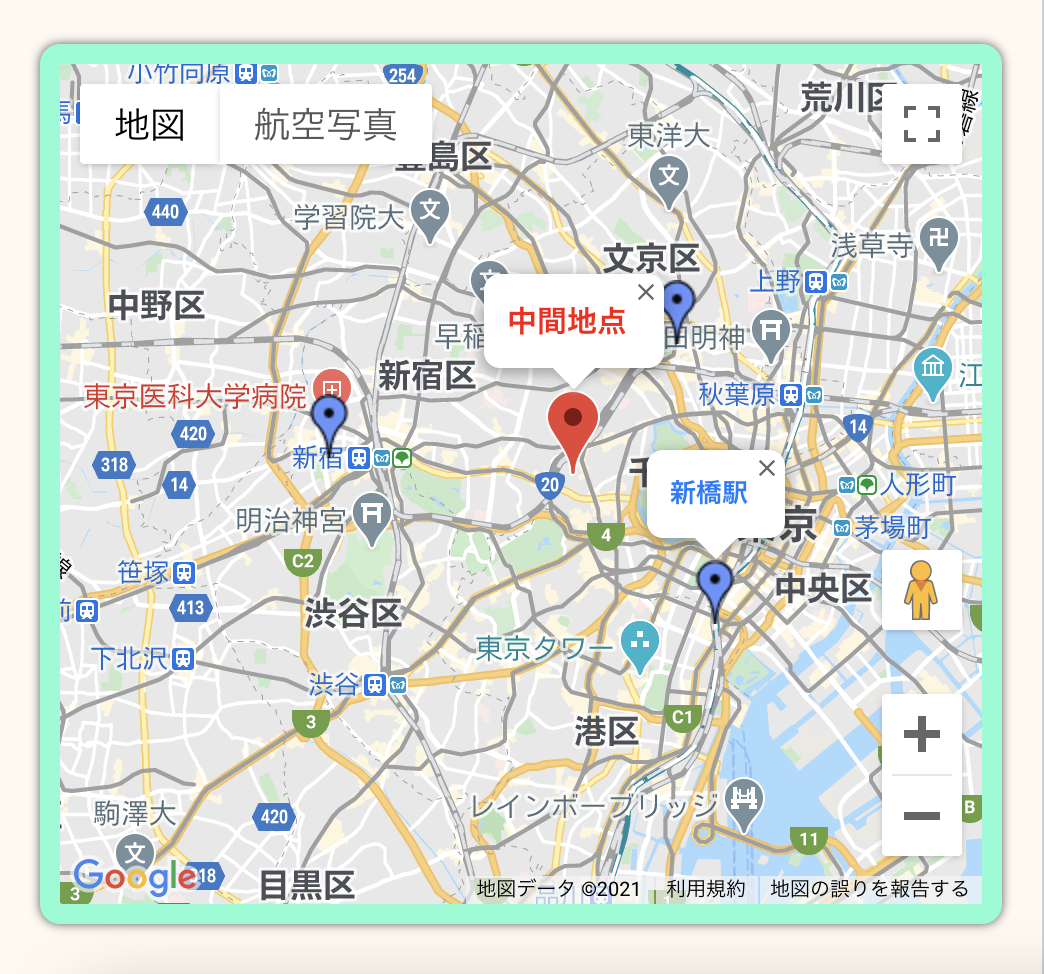 小竹向原
254
荒川区
地図
航空写真
豊島区
東洋大
440
学習院大
文京区
浅草寺
上野
中野区
中間地点
早稲
田明神
新宿区
東京医科大学病院
秋葉原
江
14
420
新宿
318
14
20
千
新橋駅
人形町
明治神宮
4
京
茅場町
C2
笹塚
前
413
中央区
渋谷区
東京タワー
下北沢
渋谷
3
C1
港区
レインボーブリッジ
駒澤大
420
B
11
Google
18
3
目黒区
地図データ ©2021
利用規約
地図の誤りを報告する